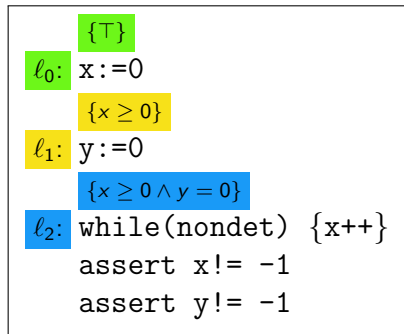 {⊤}
ℓ₀: x:=0
{x ≥ 0}
ℓ₁: y:=0
{x ≥ 0 ∧ y = 0}
ℓ₂: while(nondet) {x++}
assert x!= -1
assert y!= -1